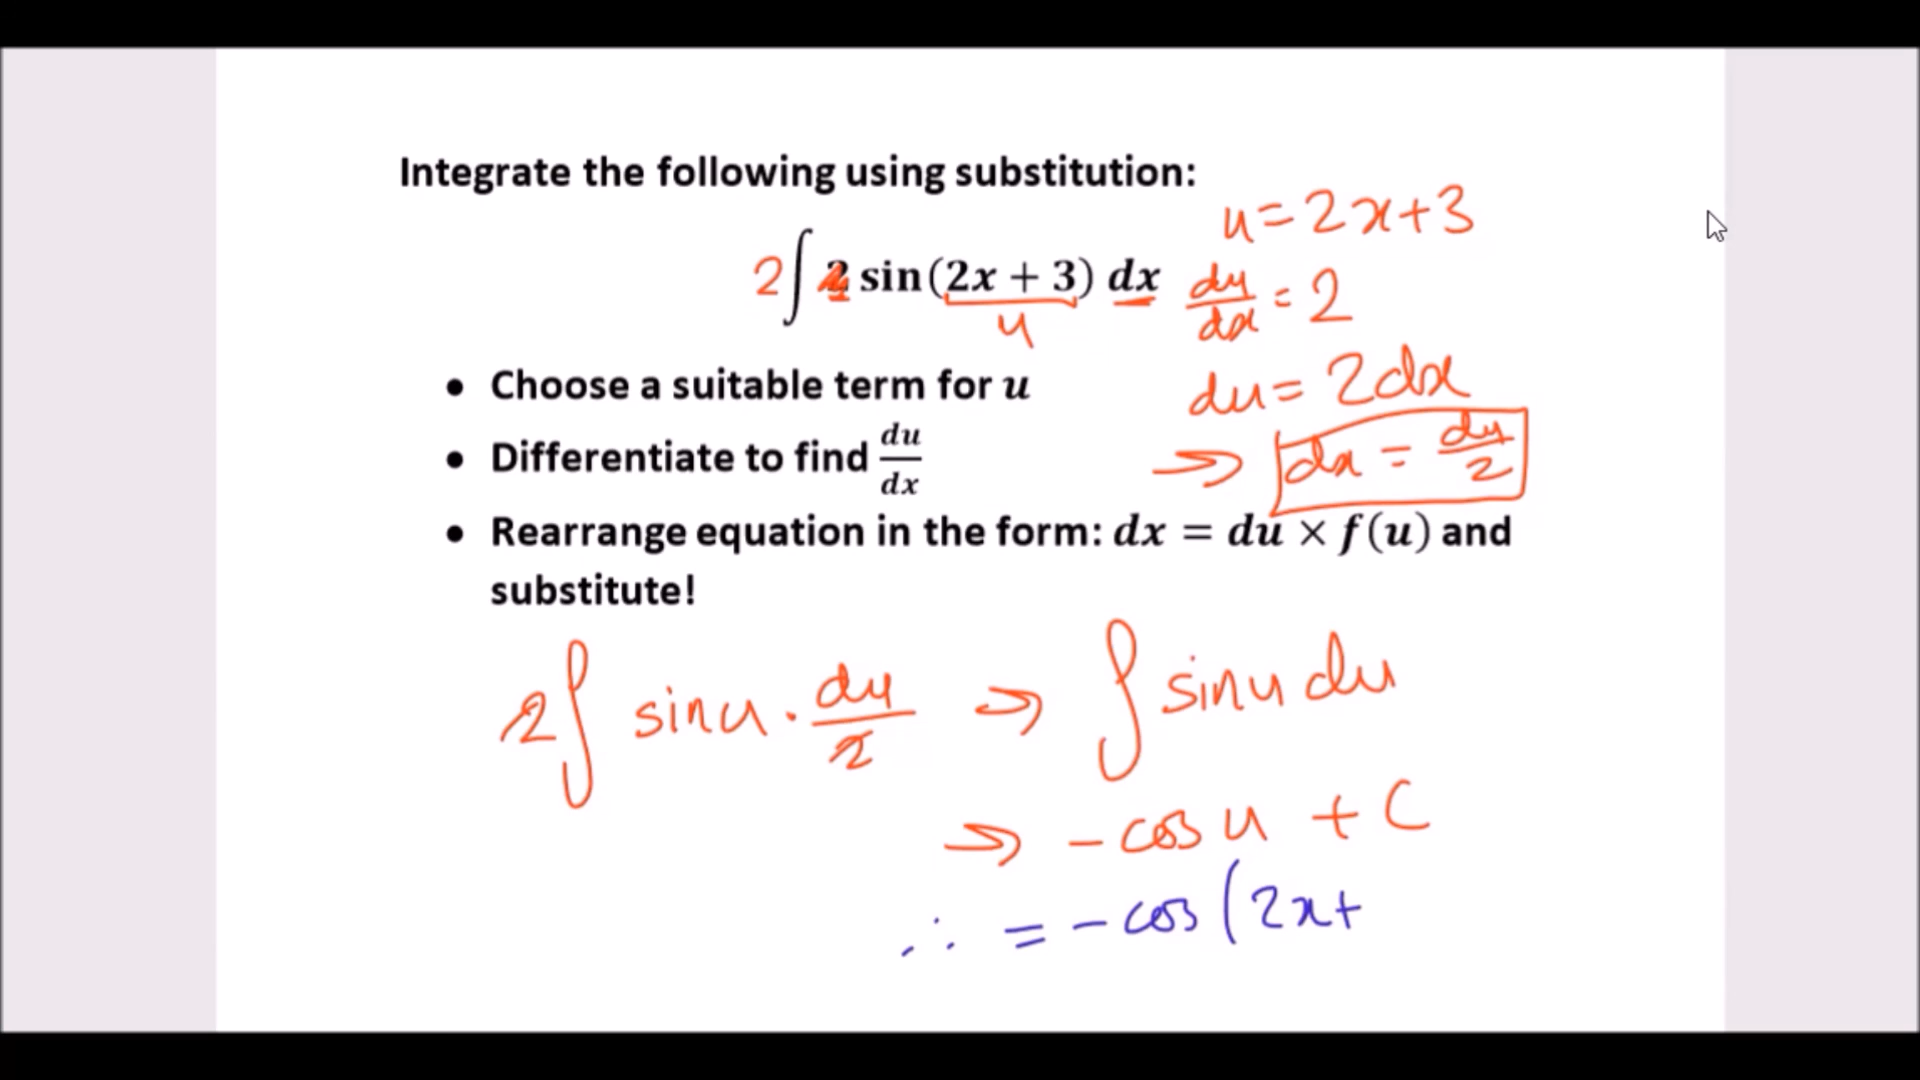 Integrate the following using substitution:
u = 2x + 3
2 ∫ 2 sin(2x + 3) dx
u
du/dx = 2
du = 2dx
• Choose a suitable term for u
⇒ dx = du/2
• Differentiate to find du/dx
• Rearrange equation in the form: dx = du × f(u) and
substitute!
2 ∫ sin u . du/2 ⇒ ∫ sin u du
⇒ - cos u + C
∴ = - cos (2x +